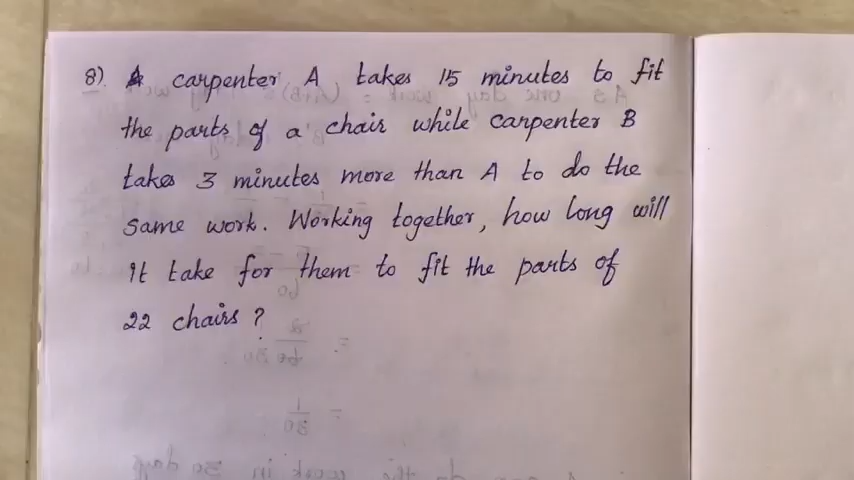 8). A carpenter A takes 15 minutes to fit
the parts of a chair while carpenter B
takes 3 minutes more than A to do the
same work. Working together, how long will
it take for them to fit the parts of
22 chairs?